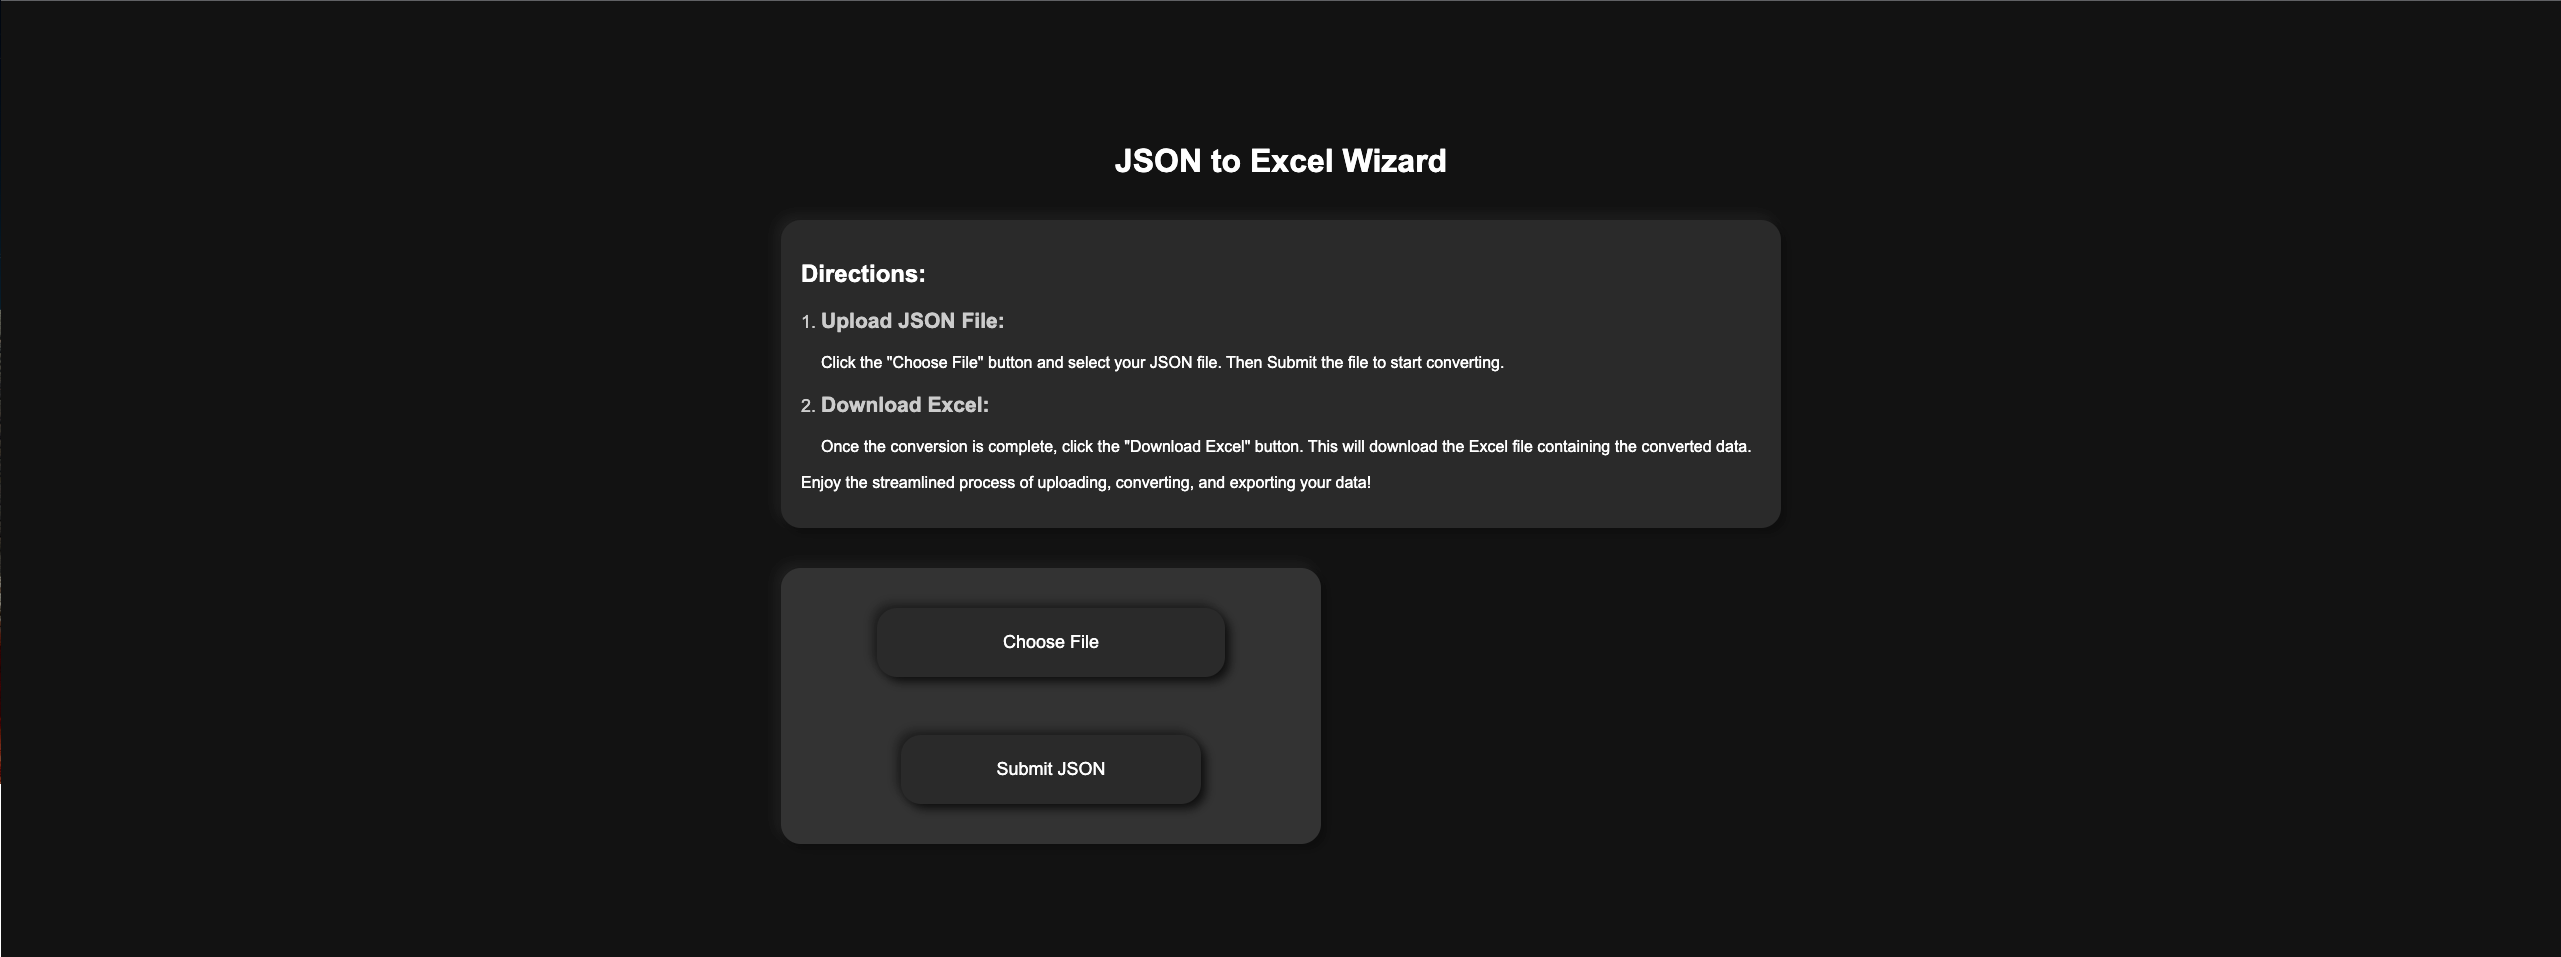 JSON to Excel Wizard
Directions:
1. Upload JSON File:
Click the "Choose File" button and select your JSON file. Then Submit the file to start converting.
2. Download Excel:
Once the conversion is complete, click the "Download Excel" button. This will download the Excel file containing the converted data.
Enjoy the streamlined process of uploading, converting, and exporting your data!
Choose File
Submit JSON